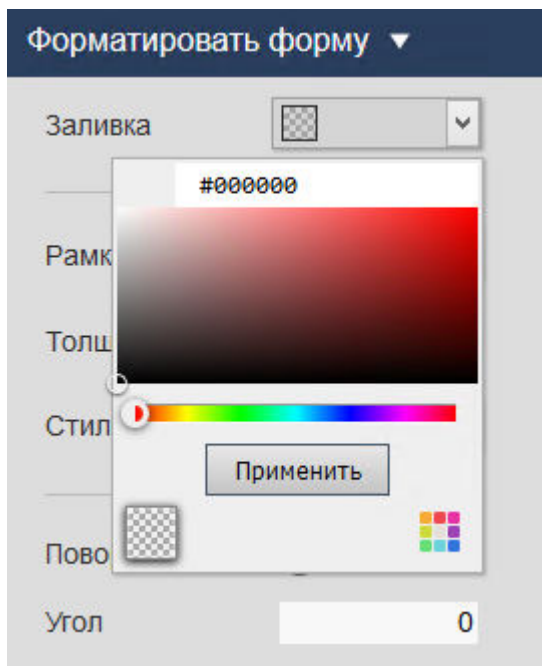 Форматировать форму
Заливка
#000000
Рамк
Толщ
Стил
Применить
Пово
Угол 0